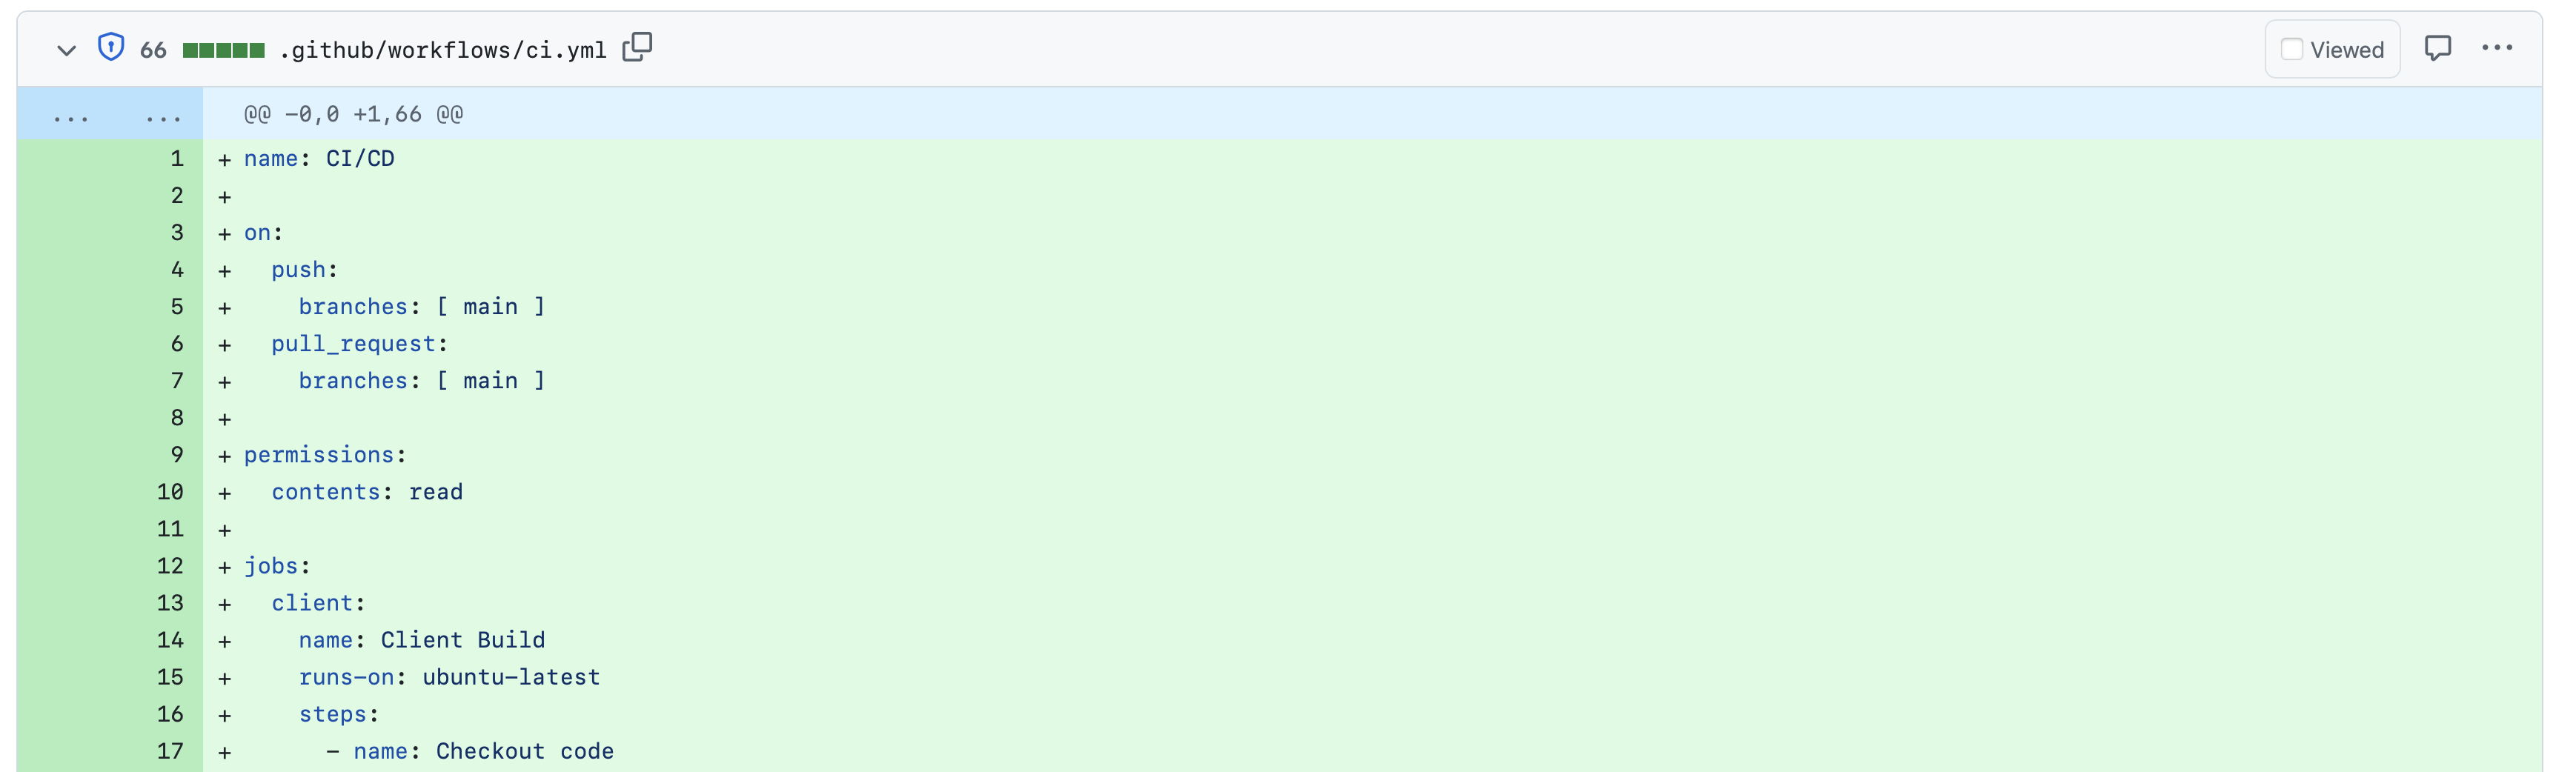 66 .github/workflows/ci.yml Viewed ...
... ... @@ -0,0 +1,66 @@
1 + name: CI/CD
2 +
3 + on:
4 +   push:
5 +     branches: [ main ]
6 +   pull_request:
7 +     branches: [ main ]
8 +
9 + permissions:
10 +   contents: read
11 +
12 + jobs:
13 +   client:
14 +     name: Client Build
15 +     runs-on: ubuntu-latest
16 +     steps:
17 +       - name: Checkout code